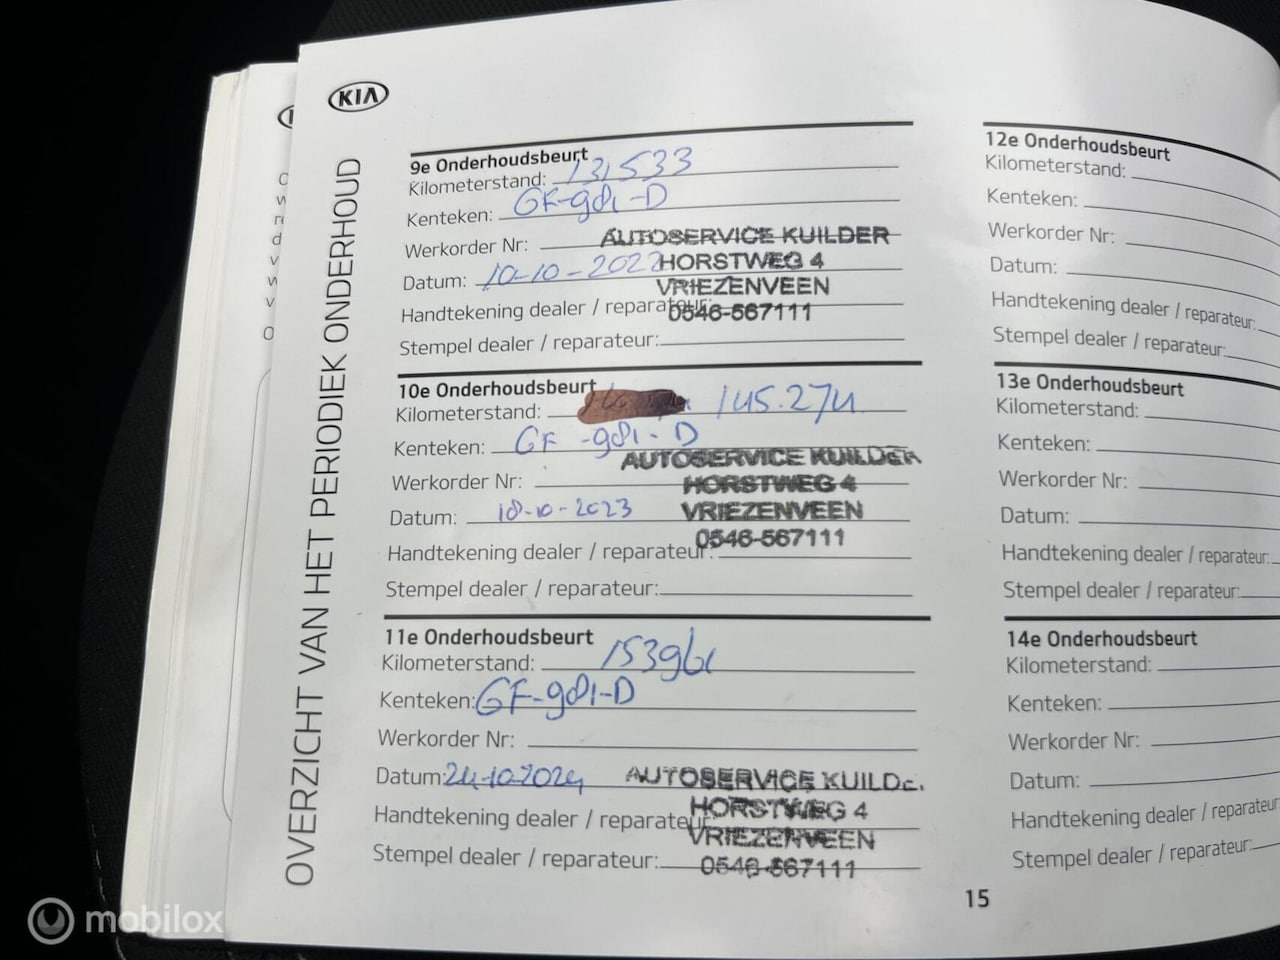 KIA
OVERZICHT VAN HET PERIODIEK ONDERHOUD
9e Onderhoudsbeurt
Kilometerstand: 131533
Kenteken: GF-981-D
Werkorder Nr:
Datum: 10-10-2022
Handtekening dealer / reparateur:
Stempel dealer / reparateur:
AUTOSERVICE KUILDER
HORSTWEG 4
VRIEZENVEEN
0546-567111
10e Onderhoudsbeurt
Kilometerstand: 145.274
Kenteken: GF-981-D
Werkorder Nr:
Datum: 18-10-2023
Handtekening dealer / reparateur:
Stempel dealer / reparateur:
AUTOSERVICE KUILDER
HORSTWEG 4
VRIEZENVEEN
0546-567111
11e Onderhoudsbeurt
Kilometerstand:
Kenteken: GF-981-D
Werkorder Nr:
Datum: 24-10-2024
Handtekening dealer / reparateur:
Stempel dealer / reparateur:
AUTOSERVICE KUILDE
HORSTWEG 4
VRIEZENVEEN
0546-567111
12e Onderhoudsbeurt
Kilometerstand:
Kenteken:
Werkorder Nr:
Datum:
Handtekening dealer / reparateur:
Stempel dealer / reparateur:
13e Onderhoudsbeurt
Kilometerstand:
Kenteken:
Werkorder Nr:
Datum:
Handtekening dealer / reparateur:
Stempel dealer / reparateur:
14e Onderhoudsbeurt
Kilometerstand:
Kenteken:
Werkorder Nr:
Datum:
Handtekening dealer / reparateur
Stempel dealer / reparateur:
15
mobilox